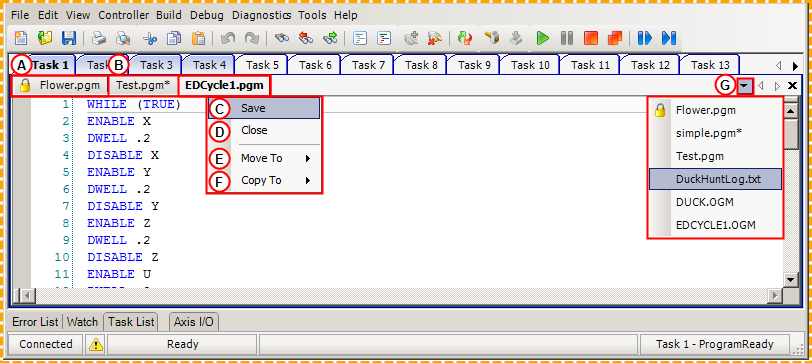 File Edit View Controller Build Debug Diagnostics Tools Help
A Task 1 Task B Task 3 Task 4 Task 5 Task 6 Task 7 Task 8 Task 9 Task 10 Task 11 Task 12 Task 13
Flower.pgm Test.pgm* EDCycle1.pgm G
1 WHILE (TRUE)
2 ENABLE X
3 DWELL .2
4 DISABLE X
5 ENABLE Y
6 DWELL .2
7 DISABLE Y
8 ENABLE Z
9 DWELL .2
10 DISABLE Z
11 ENABLE U
C Save
D Close
E Move To
F Copy To
Flower.pgm
simple.pgm*
Test.pgm
DuckHuntLog.txt
DUCK.OGM
EDCYCLE1.OGM
Error List Watch Task List Axis I/O
Connected Ready Task 1 - ProgramReady